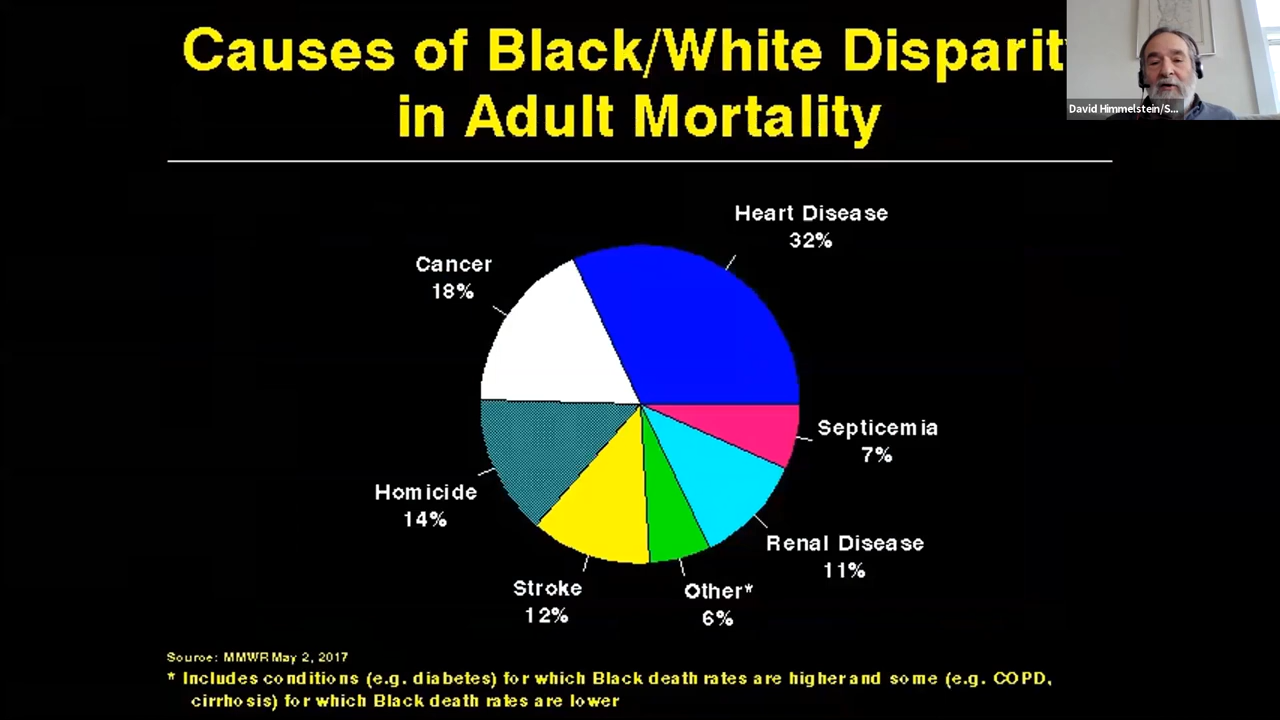 Causes of Black/White Disparit
in Adult Mortality
David Himmelstein/S...
Heart Disease
32%
Cancer
18%
Septicemia
7%
Homicide
14%
Renal Disease
11%
Stroke
12%
Other*
6%
Source: MMWR May 2, 2017
* Includes conditions (e.g. diabetes) for which Black death rates are higher and some (e.g. COPD,
cirrhosis) for which Black death rates are lower